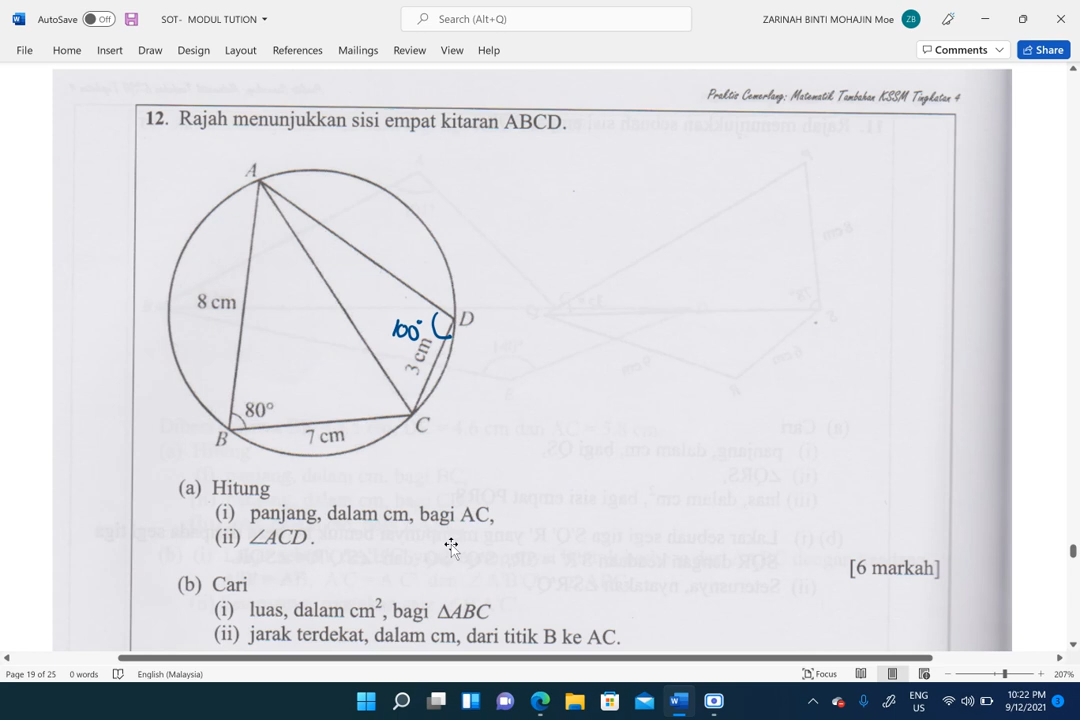 AutoSave Off SOT- MODUL TUTION Search (Alt+Q) ZARINAH BINTI MOHAJIN Moe ZB
File Home Insert Draw Design Layout References Mailings Review View Help Comments Share
Praktis Cemerlang: Matematik Tambahan KSSM Tingkatan 4
12. Rajah menunjukkan sisi empat kitaran ABCD.
A
8 cm
D
100°
3 cm
80°
B
7 cm
C
(a) Hitung
(i) panjang, dalam cm, bagi AC,
(ii) ∠ACD.
[6 markah]
(b) Cari
(i) luas, dalam cm², bagi ΔABC
(ii) jarak terdekat, dalam cm, dari titik B ke AC.
Page 19 of 25 0 words English (Malaysia) Focus 207%
ENG
US
10:22 PM
9/12/2021
3